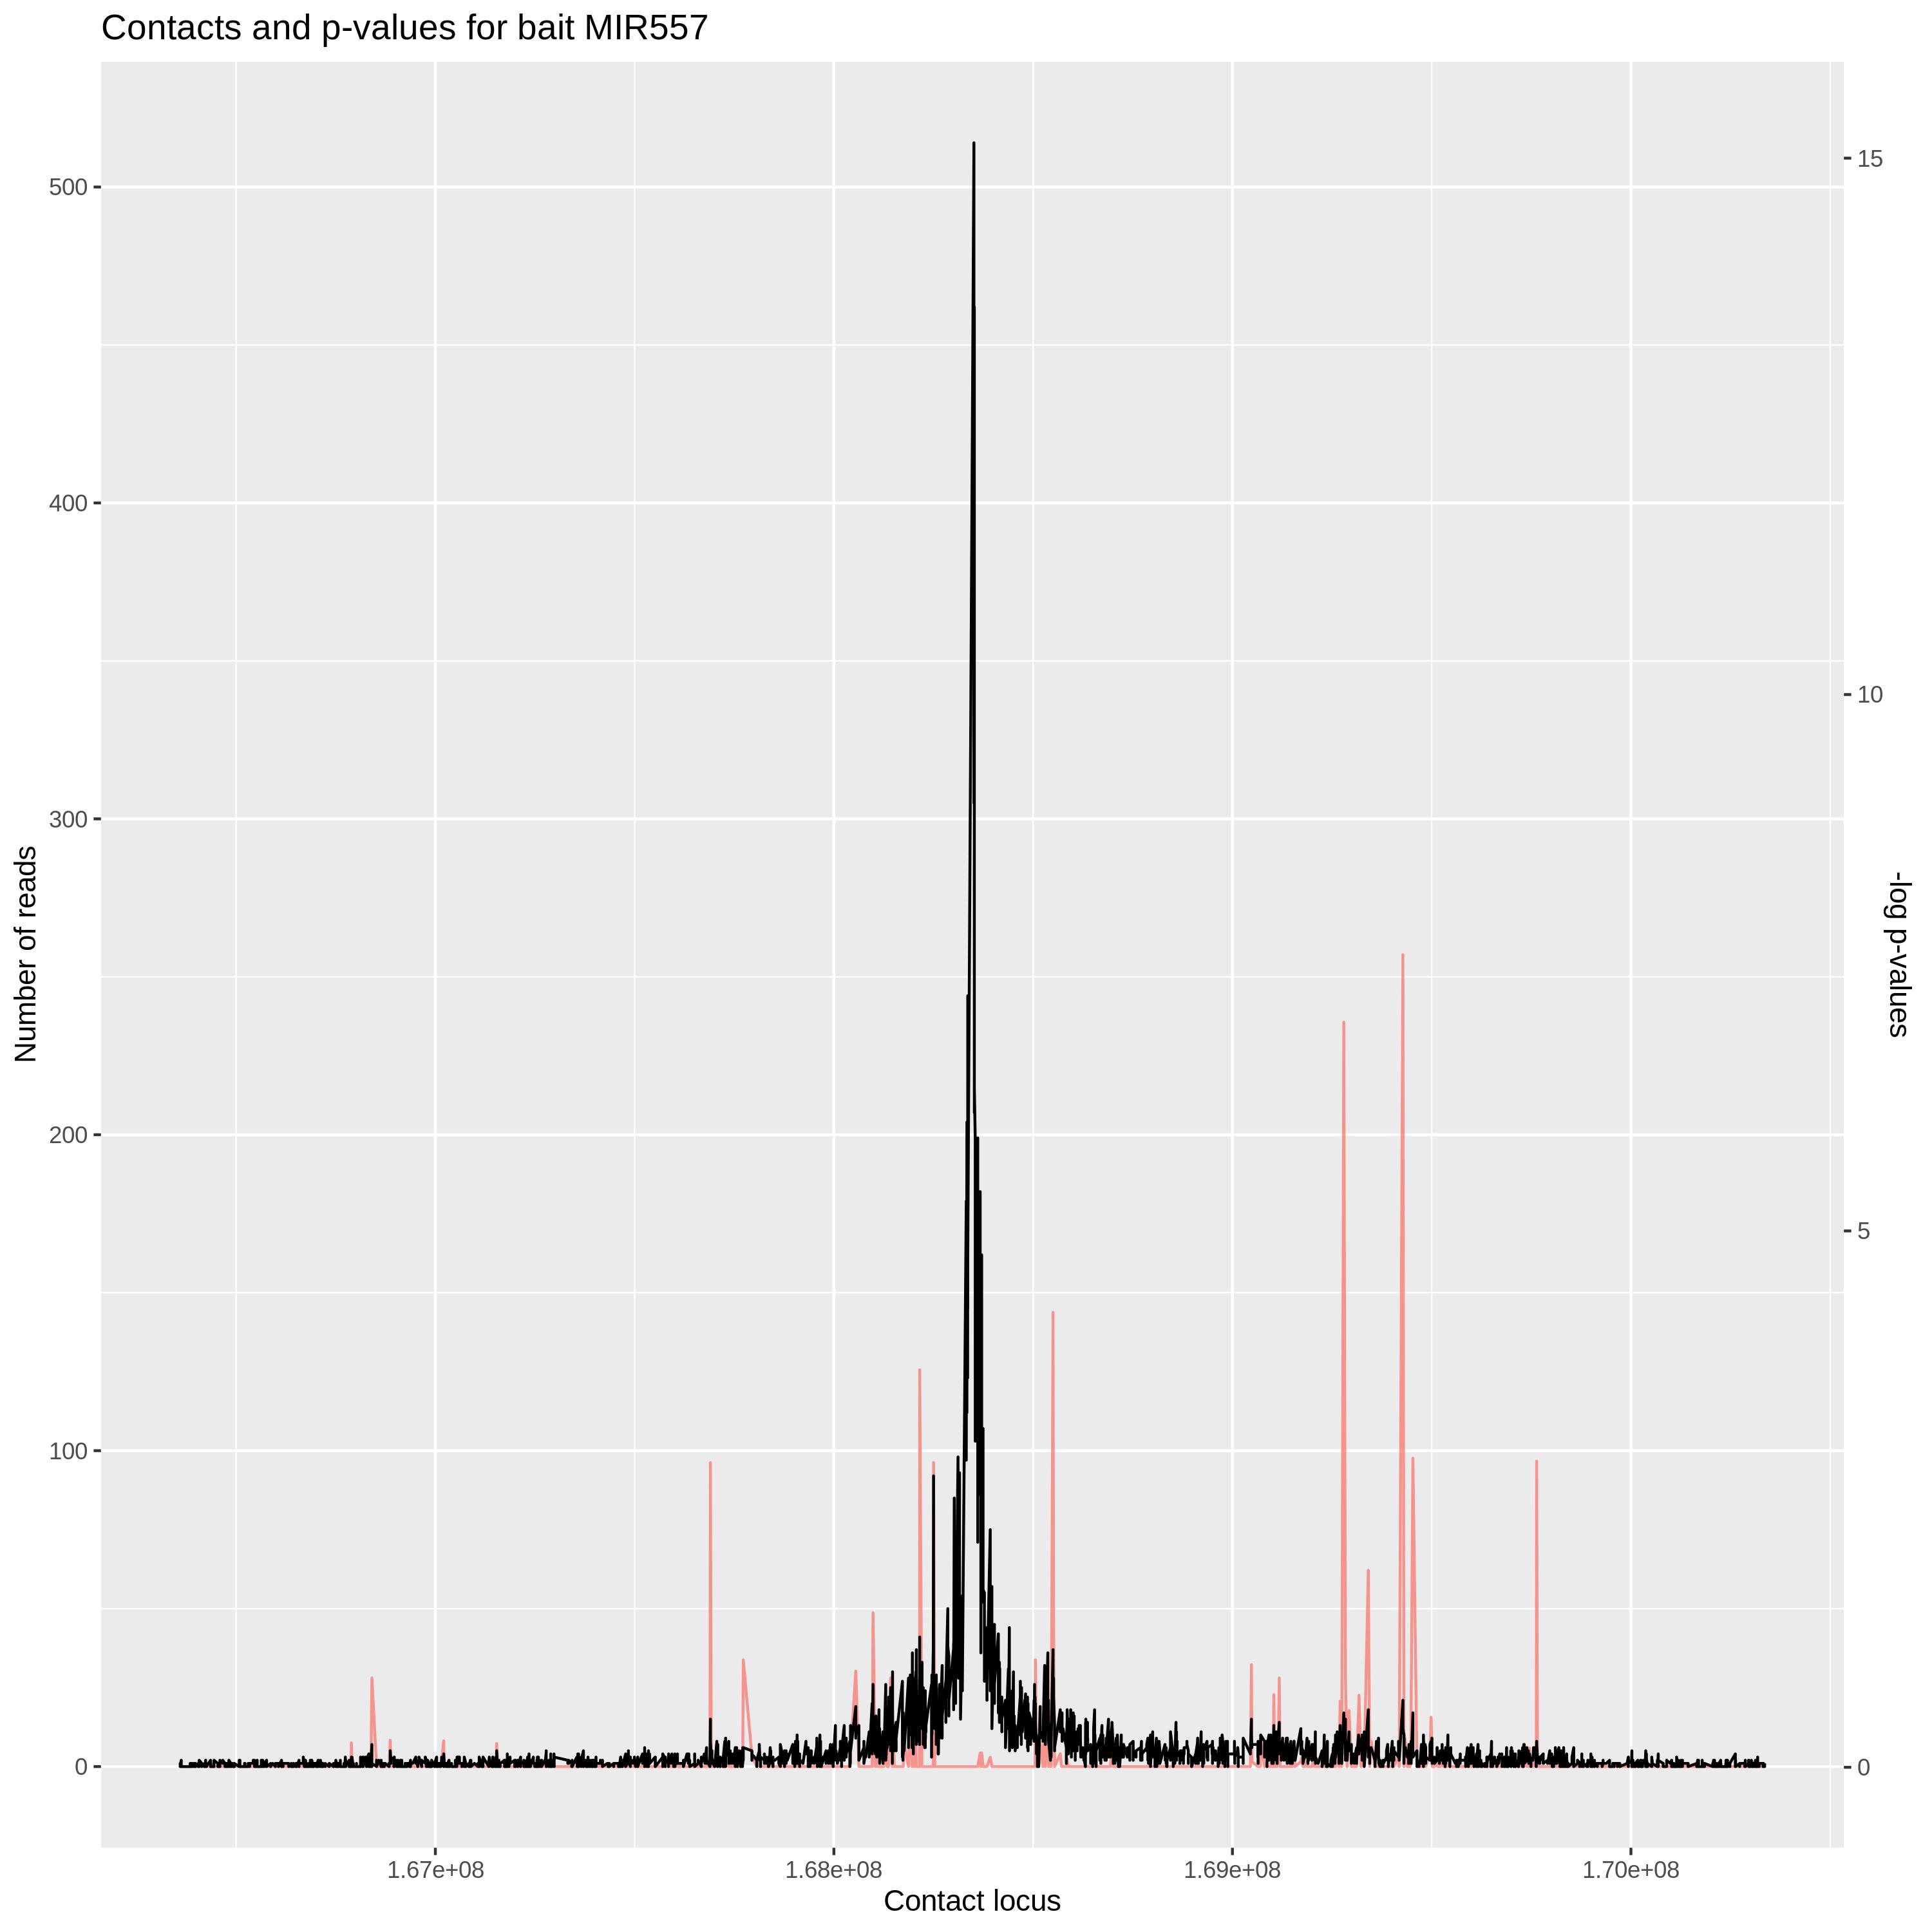 Contacts and p-values for bait MIR557
500
400
300
200
100
0
Number of reads
15
10
5
0
-log p-values
1.67e+08
1.68e+08
1.69e+08
1.70e+08
Contact locus